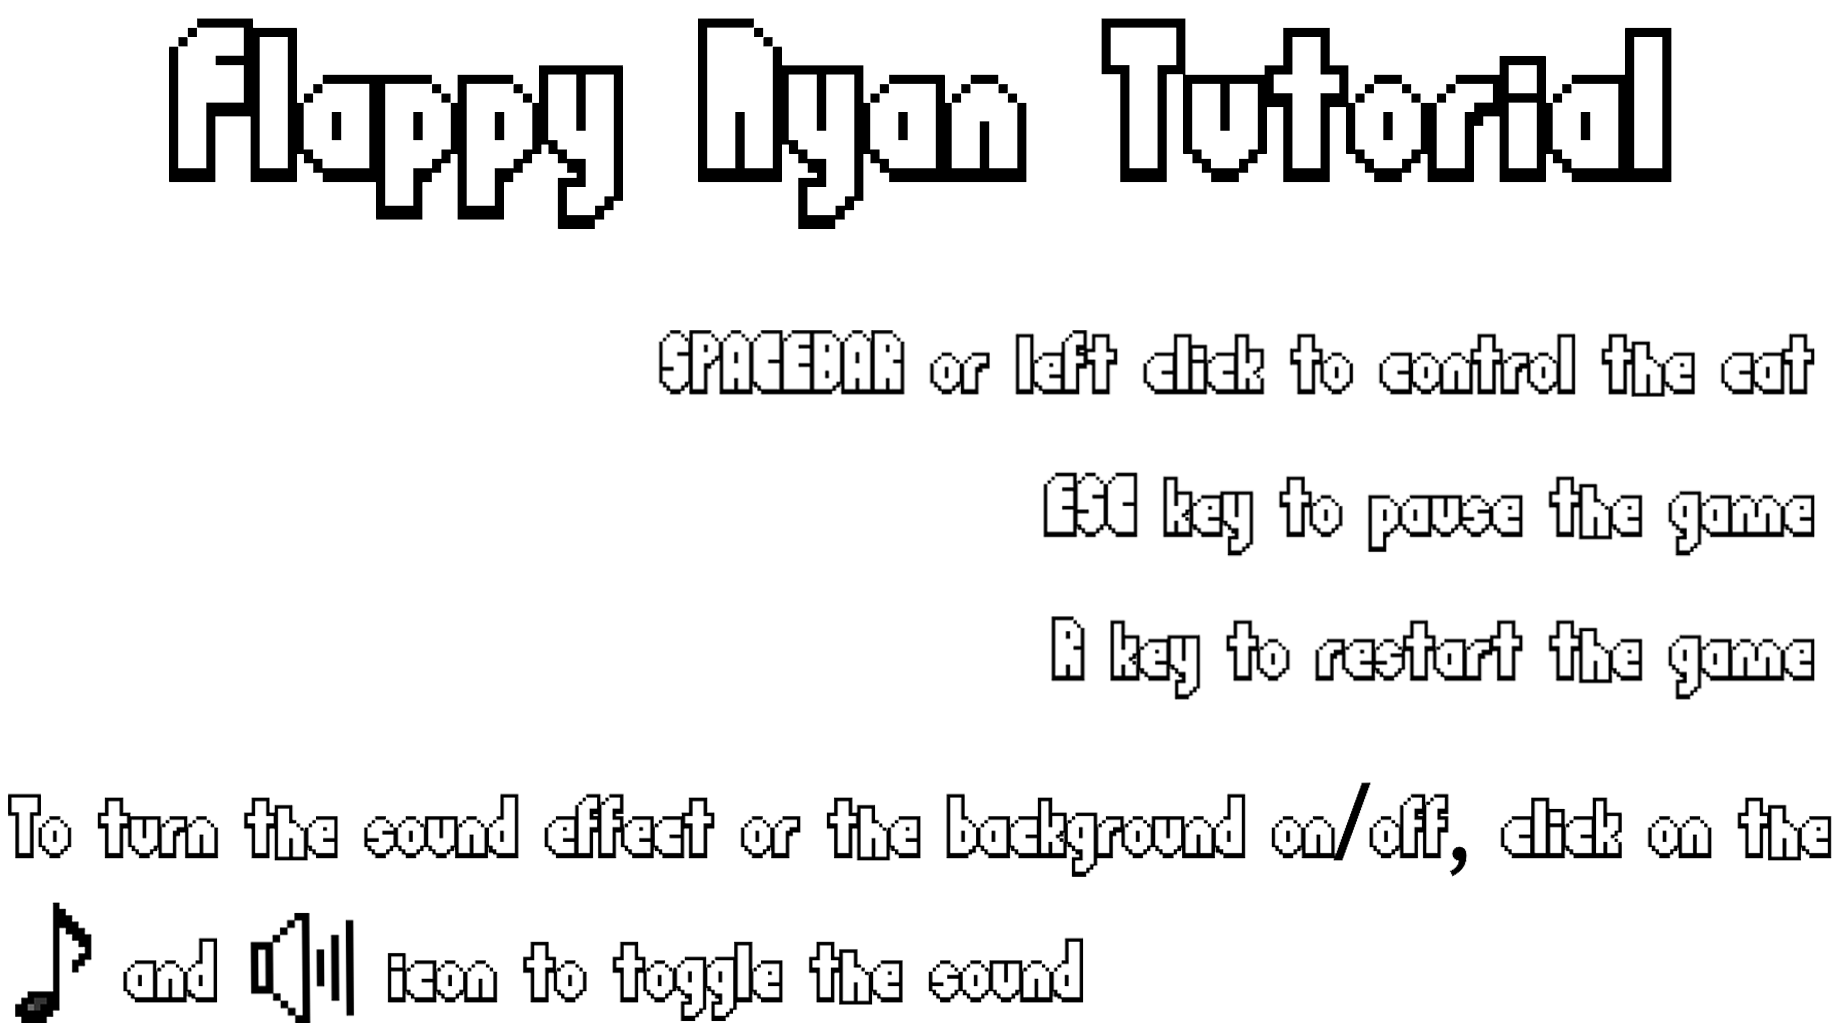 Flappy Nyan Tutorial
SPACEBAR or left click to control the cat
ESC key to pause the game
R key to restart the game
To turn the sound effect or the background on/off, click on the
and icon to toggle the sound